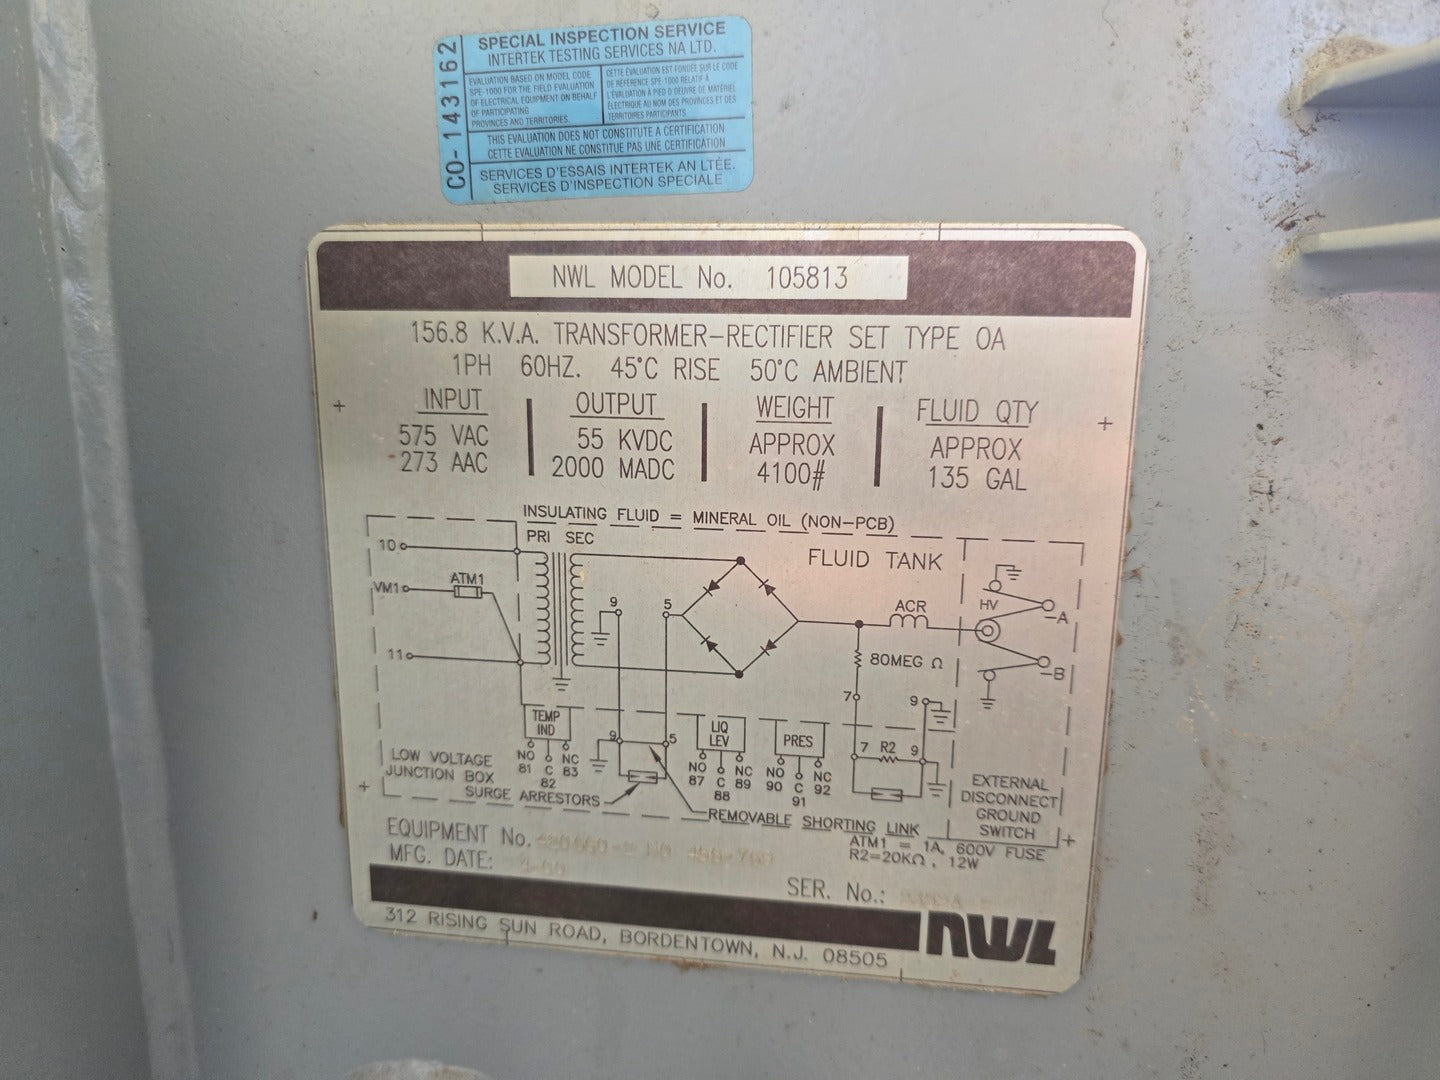 CO-143162
SPECIAL INSPECTION SERVICE
INTERTEK TESTING SERVICES NA LTD.
EVALUATION BASED ON MODEL CODE
SPE-1000 FOR THE FIELD EVALUATION
OF ELECTRICAL EQUIPMENT ON BEHALF
OF PARTICIPATING
PROVINCES AND TERRITORIES.
CETTE ÉVALUATION EST FONDÉE SUR LE CODE
DE RÉFÉRENCE SPE-1000 RELATIF À
L'ÉVALUATION À PIED D'OEUVRE DE MATÉRIEL
ÉLECTRIQUE AU NOM DES PROVINCES ET DES
TERRITOIRES PARTICIPANTS.
THIS EVALUATION DOES NOT CONSTITUTE A CERTIFICATION
CETTE ÉVALUATION NE CONSTITUE PAS UNE CERTIFICATION
SERVICES D'ESSAIS INTERTEK AN LTÉE.
SERVICES D'INSPECTION SPECIALE
NWL MODEL No. 105813
156.8 K.V.A. TRANSFORMER-RECTIFIER SET TYPE OA
1PH 60HZ. 45°C RISE 50°C AMBIENT
INPUT
575 VAC
273 AAC
OUTPUT
55 KVDC
2000 MADC
WEIGHT
APPROX
4100#
FLUID QTY
APPROX
135 GAL
INSULATING FLUID = MINERAL OIL (NON-PCB)
PRI SEC
FLUID TANK
10
VM1
ATM1
11
9
5
ACR
HV
-A
-B
80MEG Ω
7
9
TEMP
IND
NO
81
C
82
NC
83
9
5
LIQ
LEV
NO
87
C
88
NC
89
PRES
NO
90
C
91
NC
92
7 R2 9
LOW VOLTAGE
JUNCTION BOX
SURGE ARRESTORS
REMOVABLE SHORTING LINK
EXTERNAL
DISCONNECT
GROUND
SWITCH
ATM1 = 1A, 600V FUSE
R2=20KΩ, 12W
EQUIPMENT No.
MFG. DATE:
SER. No.:
NWL
312 RISING SUN ROAD, BORDENTOWN, N.J. 08505